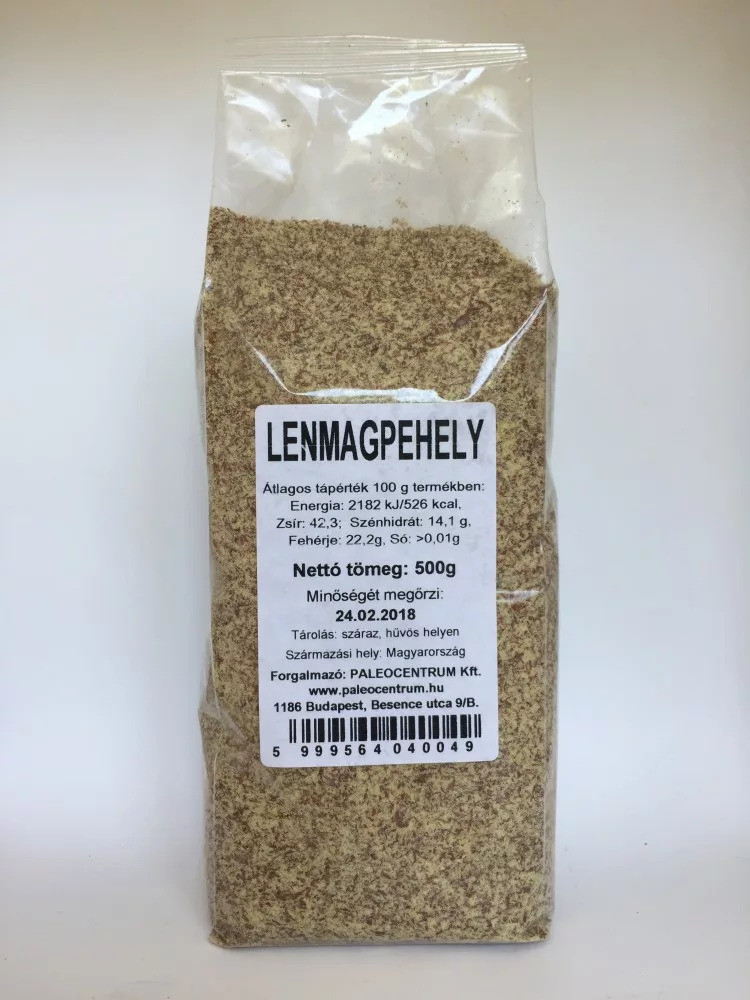 LENMAGPEHELY
Átlagos tápérték 100 g termékben:
Energia: 2182 kJ/526 kcal,
Zsír: 42,3; Szénhidrát: 14,1 g,
Fehérje: 22,2g, Só: >0,01g
Nettó tömeg: 500g
Minőségét megőrzi:
24.02.2018
Tárolás: száraz, hűvös helyen
Származási hely: Magyarország
Forgalmazó: PALEOCENTRUM Kft.
www.paleocentrum.hu
1186 Budapest, Besence utca 9/B.
5 999564 040049